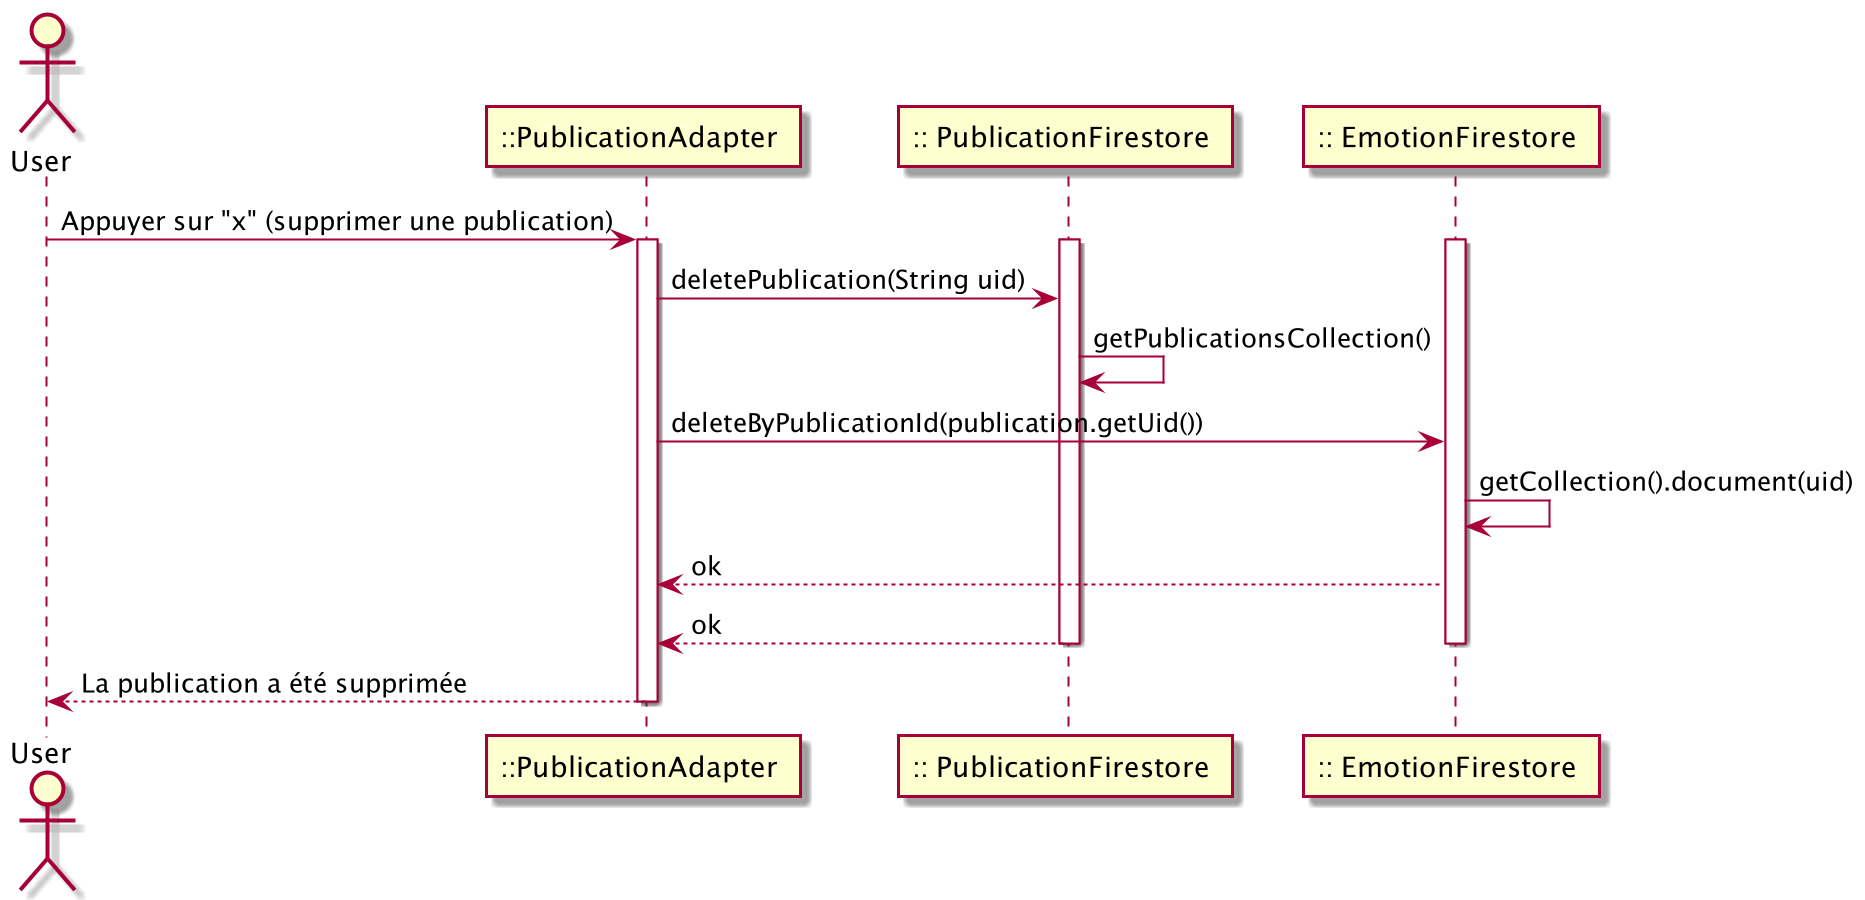 User
::PublicationAdapter
:: PublicationFirestore
:: EmotionFirestore
Appuyer sur "x" (supprimer une publication)
deletePublication(String uid)
getPublicationsCollection()
deleteByPublicationId(publication.getUid())
getCollection().document(uid)
ok
ok
La publication a été supprimée
User
::PublicationAdapter
:: PublicationFirestore
:: EmotionFirestore